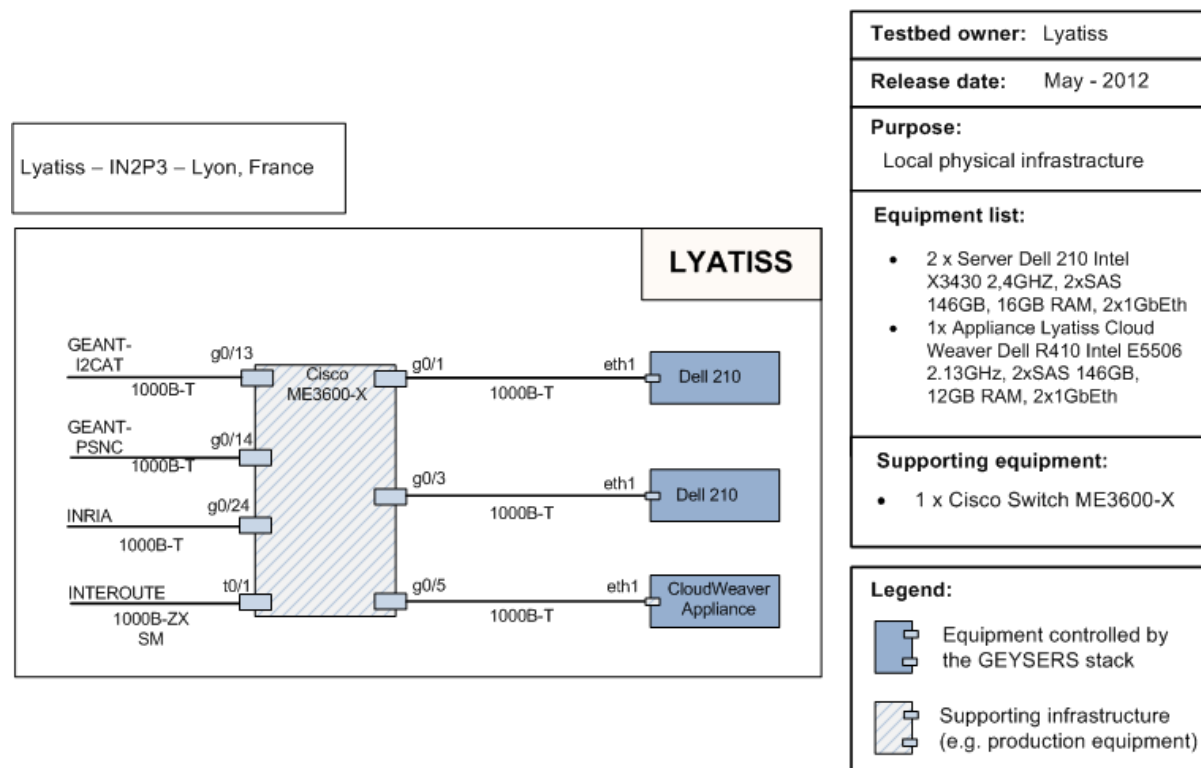 Lyatiss – IN2P3 – Lyon, France
LYATISS
GEANT-
I2CAT
g0/13
1000B-T
GEANT-
PSNC
g0/14
1000B-T
INRIA
g0/24
1000B-T
INTEROUTE
t0/1
1000B-ZX
SM
Cisco
ME3600-X
g0/1
1000B-T
eth1
Dell 210
g0/3
1000B-T
eth1
Dell 210
g0/5
1000B-T
eth1
CloudWeaver
Appliance
Testbed owner: Lyatiss
Release date: May - 2012
Purpose:
Local physical infrastracture
Equipment list:
• 2 x Server Dell 210 Intel
X3430 2,4GHZ, 2xSAS
146GB, 16GB RAM, 2x1GbEth
• 1x Appliance Lyatiss Cloud
Weaver Dell R410 Intel E5506
2.13GHz, 2xSAS 146GB,
12GB RAM, 2x1GbEth
Supporting equipment:
• 1 x Cisco Switch ME3600-X
Legend:
Equipment controlled by
the GEYSERS stack
Supporting infrastructure
(e.g. production equipment)